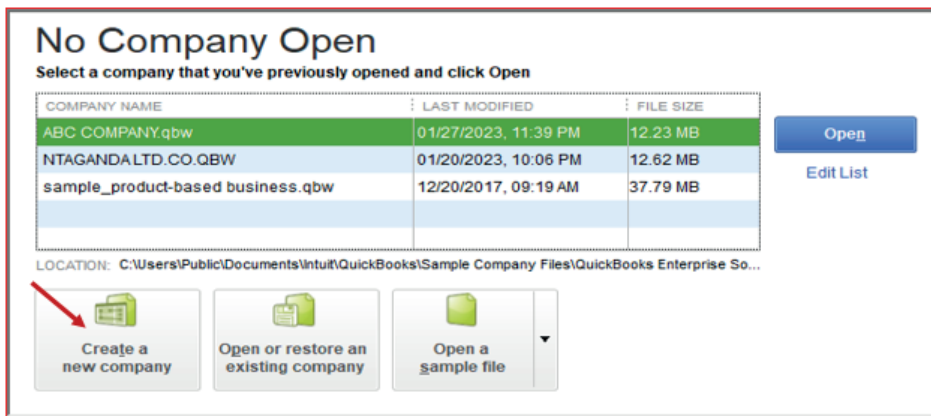 No Company Open
Select a company that you've previously opened and click Open
COMPANY NAME LAST MODIFIED FILE SIZE
ABC COMPANY.qbw 01/27/2023, 11:39 PM 12.23 MB
Open
NTAGANDA LTD.CO.QBW 01/20/2023, 10:06 PM 12.62 MB
Edit List
sample_product-based business.qbw 12/20/2017, 09:19 AM 37.79 MB
LOCATION: C:\Users\Public\Documents\Intuit\QuickBooks\Sample Company Files\QuickBooks Enterprise So...
Create a
new company
Open or restore an
existing company
Open a
sample file